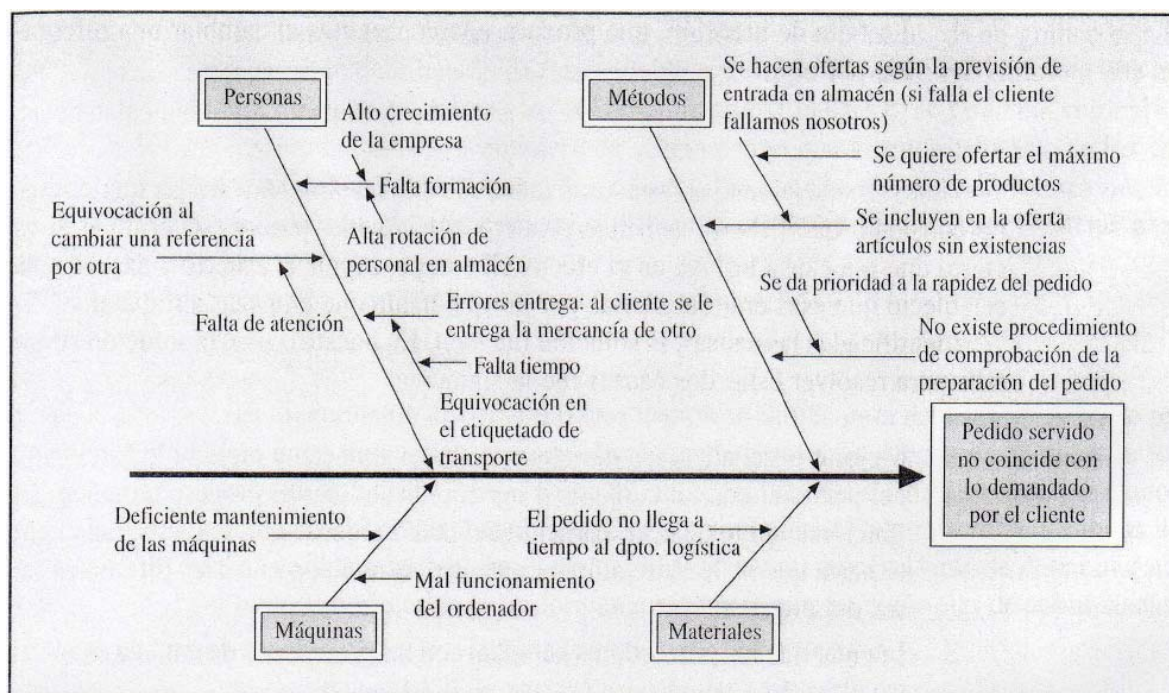 Personas
Alto crecimiento
de la empresa
Falta formación
Equivocación al
cambiar una referencia
por otra
Alta rotación de
personal en almacén
Falta de atención
Errores entrega: al cliente se le
entrega la mercancía de otro
Falta tiempo
Equivocación en
el etiquetado de
transporte
Métodos
Se hacen ofertas según la previsión de
entrada en almacén (si falla el cliente
fallamos nosotros)
Se quiere ofertar el máximo
número de productos
Se incluyen en la oferta
artículos sin existencias
Se da prioridad a la rapidez del pedido
No existe procedimiento
de comprobación de la
preparación del pedido
Pedido servido
no coincide con
lo demandado
por el cliente
Deficiente mantenimiento
de las máquinas
Mal funcionamiento
del ordenador
Máquinas
El pedido no llega a
tiempo al dpto. logística
Materiales